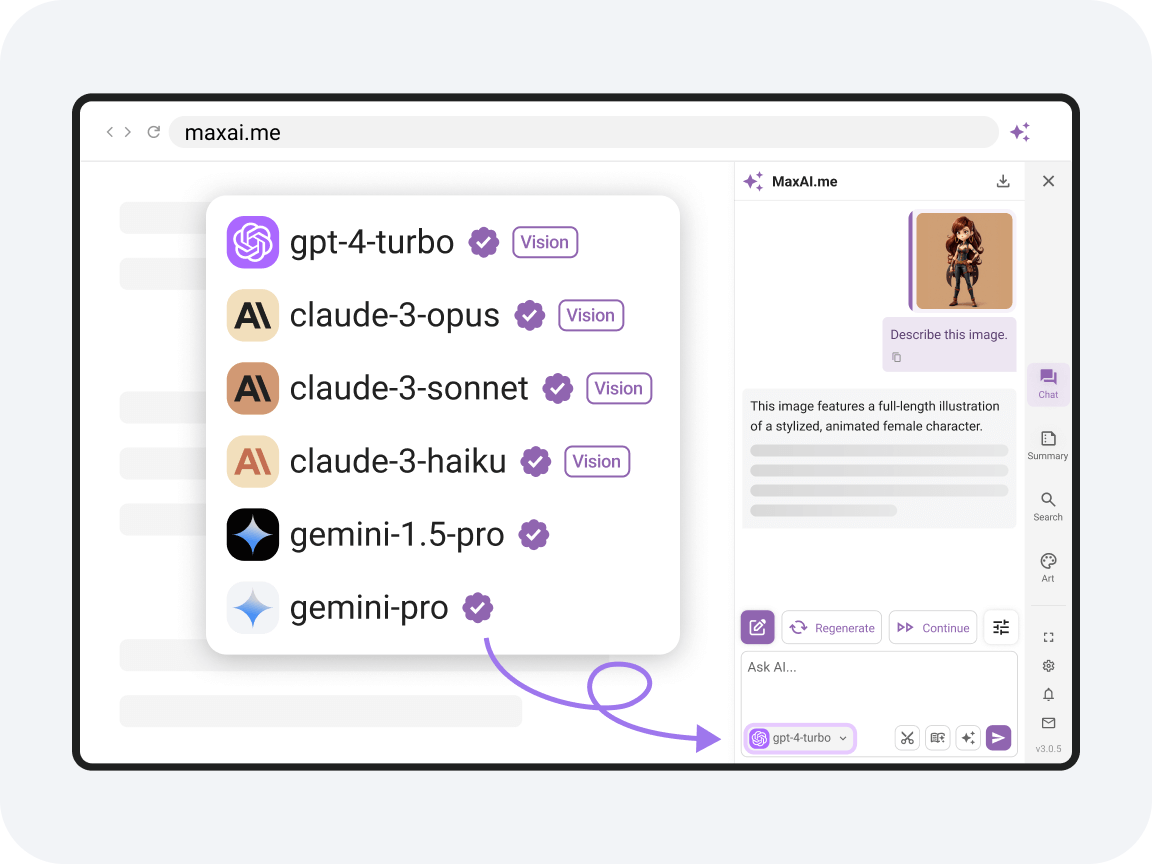 maxai.me
gpt-4-turbo Vision
claude-3-opus Vision
claude-3-sonnet Vision
claude-3-haiku Vision
gemini-1.5-pro
gemini-pro
MaxAI.me
Describe this image.
This image features a full-length illustration
of a stylized, animated female character.
Regenerate
Continue
Ask AI...
gpt-4-turbo
Chat
Summary
Search
Art
v3.0.5